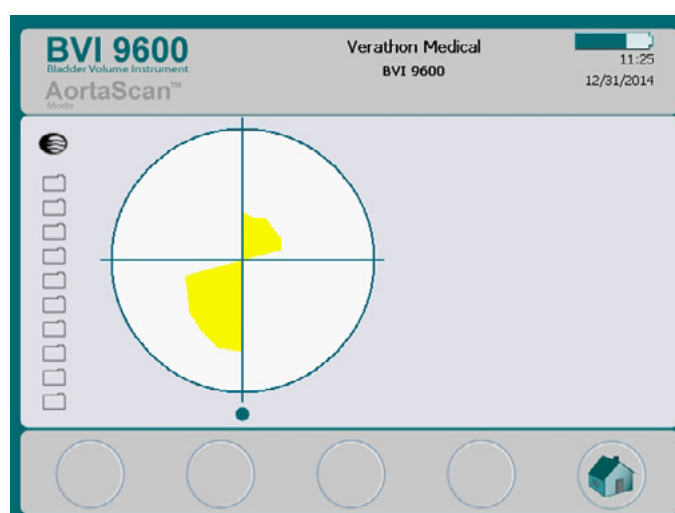 BVI 9600
Bladder Volume Instrument
AortaScan™
Mode
Verathon Medical
BVI 9600
11:25
12/31/2014